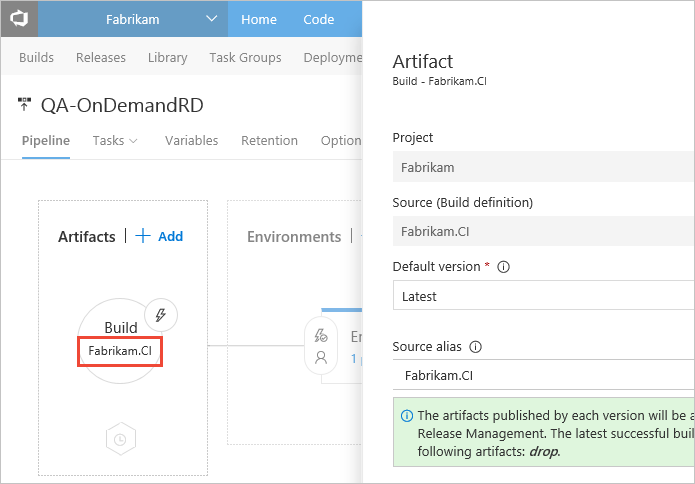 Fabrikam Home Code
Builds Releases Library Task Groups
QA-OnDemandRD
Pipeline Tasks Variables Retention
Artifacts | + Add
Environments
Build
Fabrikam.CI
1
Artifact
Build - Fabrikam.CI
Project
Fabrikam
Source (Build definition)
Fabrikam.CI
Default version *
Latest
Source alias
Fabrikam.CI
The artifacts published by each version will be a
Release Management. The latest successful buil
following artifacts: drop.